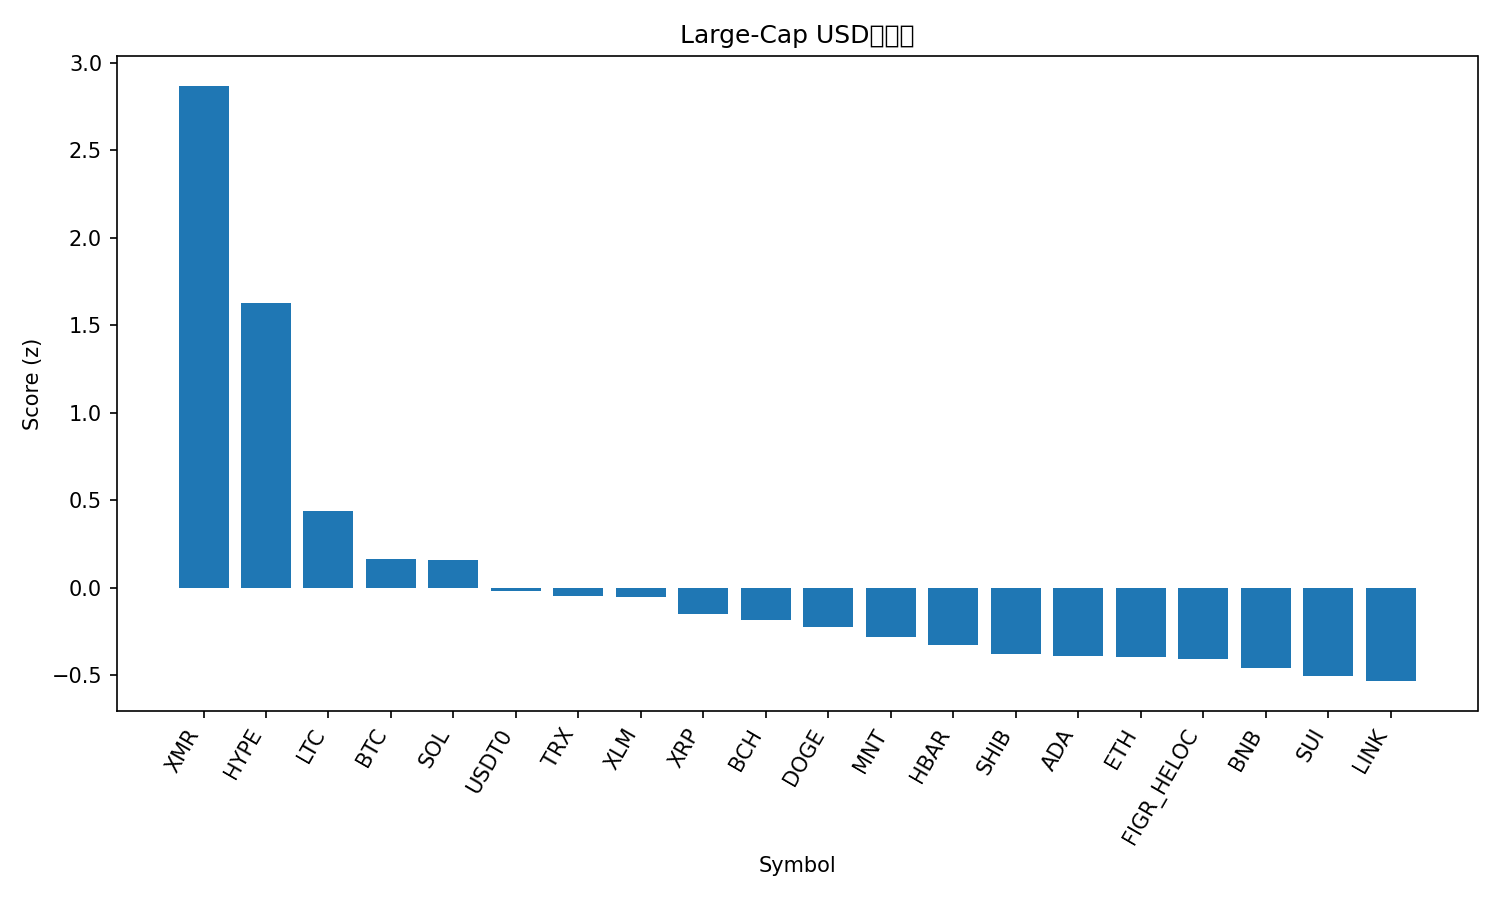 Large-Cap USD
Score (z)
3.0
2.5
2.0
1.5
1.0
0.5
0.0
−0.5
XMR
HYPE
LTC
BTC
SOL
USDT0
TRX
XLM
XRP
BCH
DOGE
MNT
HBAR
SHIB
ADA
ETH
FIGR_HELOC
BNB
SUI
LINK
Symbol